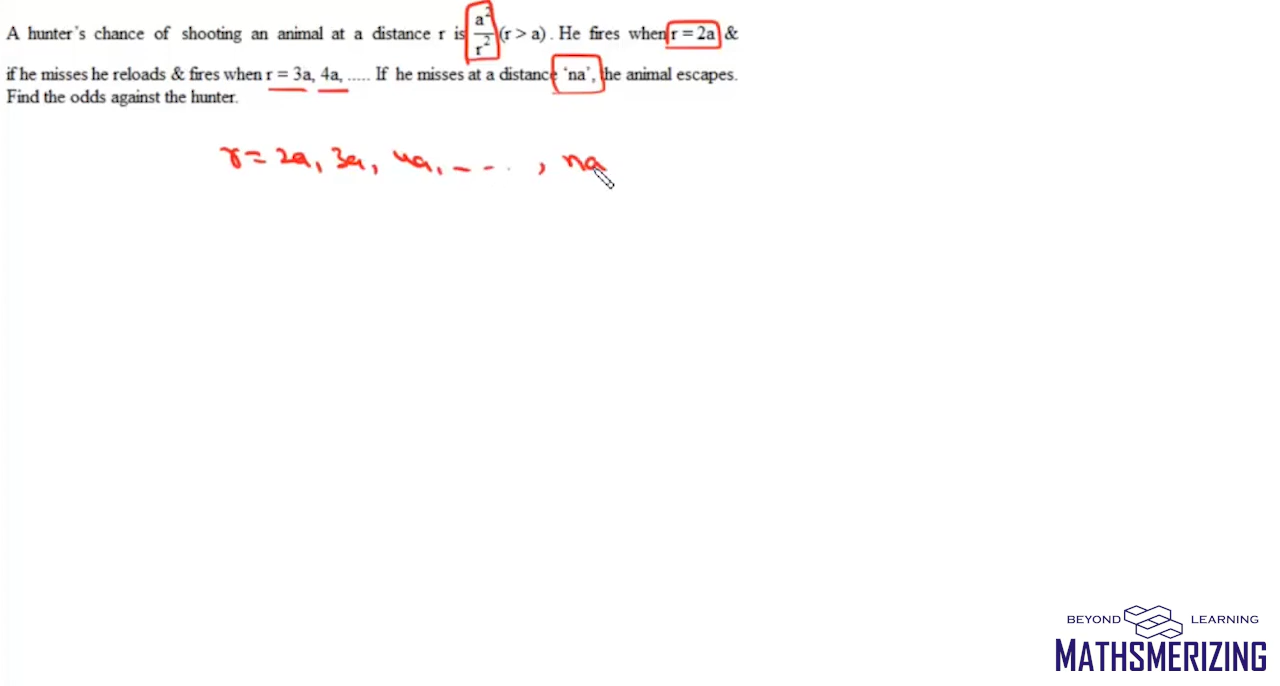 A hunter's chance of shooting an animal at a distance r is a²/r² (r > a). He fires when r = 2a &
if he misses he reloads & fires when r = 3a, 4a, ..... If he misses at a distance 'na', the animal escapes.
Find the odds against the hunter.
r = 2a, 3a, 4a, - - . , na
BEYOND LEARNING
MATHSMERIZING